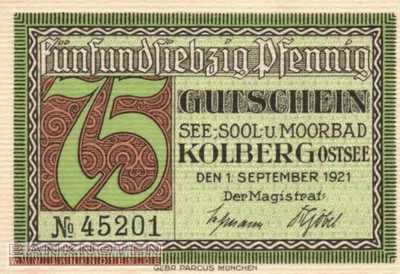 Fünfundsiebzig Pfennig
75
GUTSCHEIN
SEE-, SOOL- U. MOORBAD
KOLBERG OSTSEE
DEN 1. SEPTEMBER 1921
Der Magistrat:
№ 45201
BANKNOTEN
GEBR. PARCUS MÜNCHEN